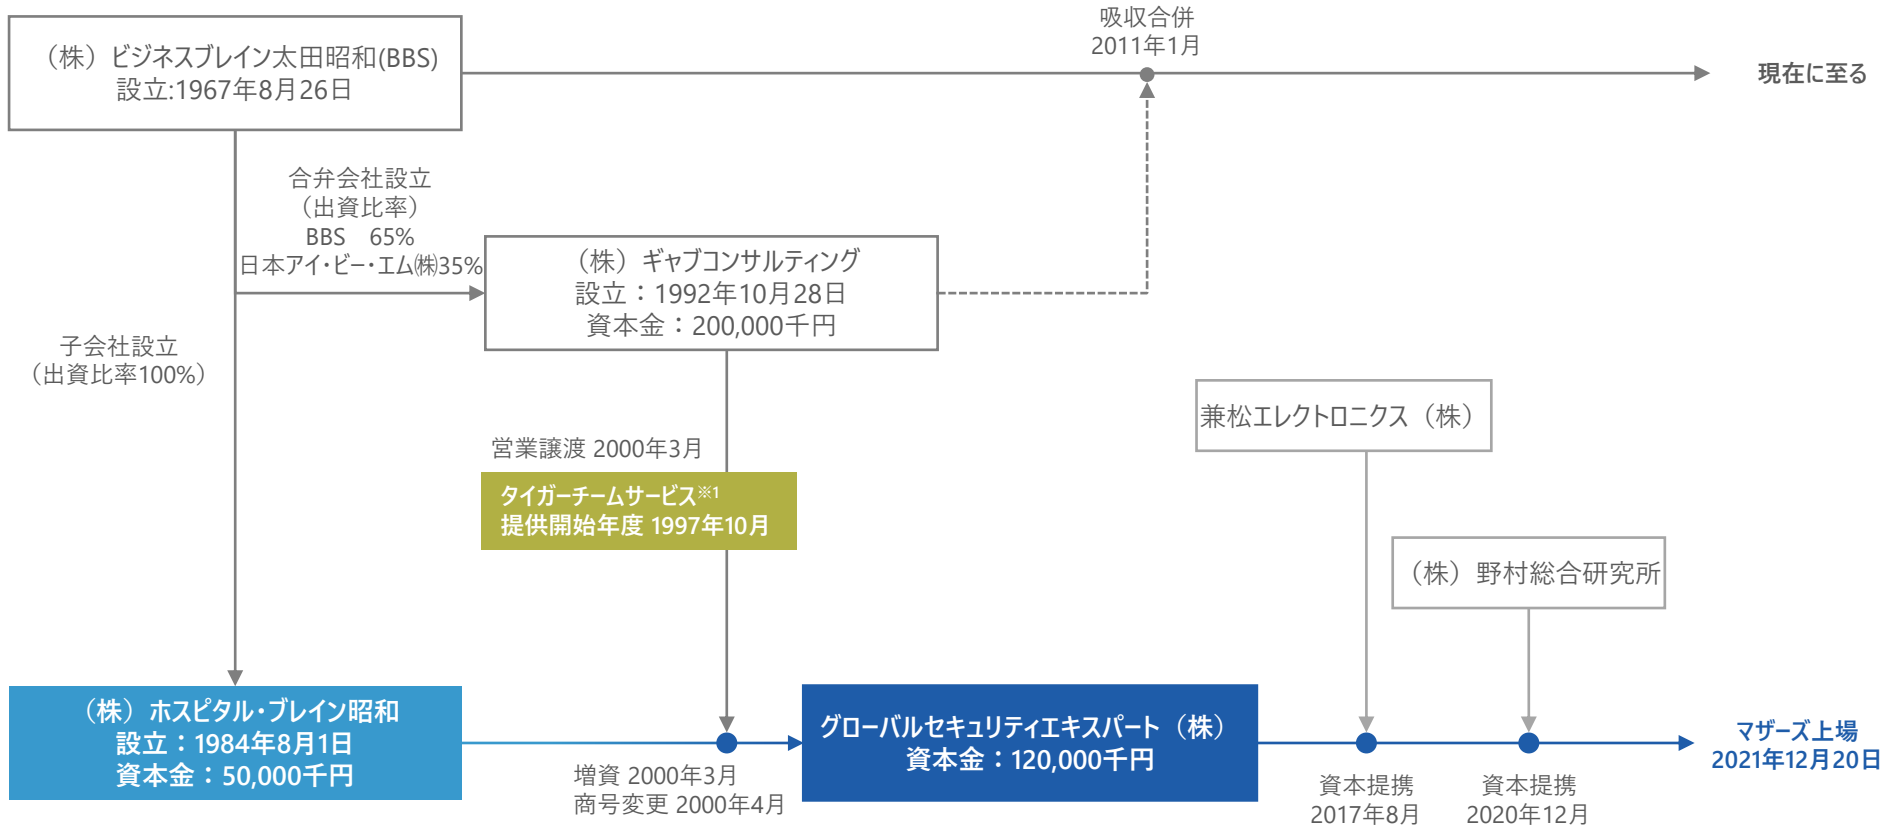 （株）ビジネスブレイン太田昭和(BBS)
設立:1967年8月26日
吸収合併
2011年1月
現在に至る
合弁会社設立
（出資比率）
BBS　65%
日本アイ・ビー・エム㈱35%
（株）ギャブコンサルティング
設立：1992年10月28日
資本金：200,000千円
子会社設立
（出資比率100%）
兼松エレクトロニクス（株）
営業譲渡 2000年3月
タイガーチームサービス※1
提供開始年度 1997年10月
（株）野村総合研究所
（株）ホスピタル・ブレイン昭和
設立：1984年8月1日
資本金：50,000千円
増資 2000年3月
商号変更 2000年4月
グローバルセキュリティエキスパート（株）
資本金：120,000千円
資本提携
2017年8月
資本提携
2020年12月
マザーズ上場
2021年12月20日